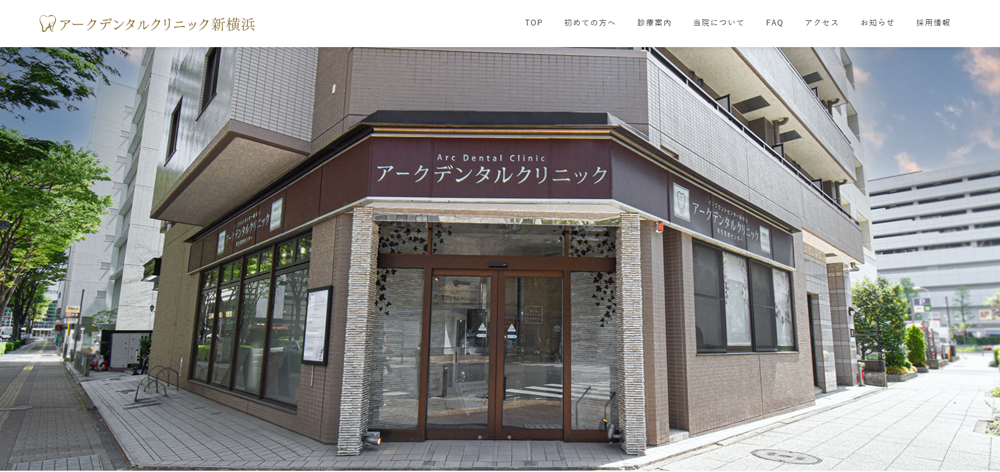 アークデンタルクリニック新横浜
TOP 初めての方へ 診療案内 当院について FAQ アクセス お知らせ 採用情報
Arc Dental Clinic
アークデンタルクリニック
アークデンタルクリニック
アークデンタルクリニック